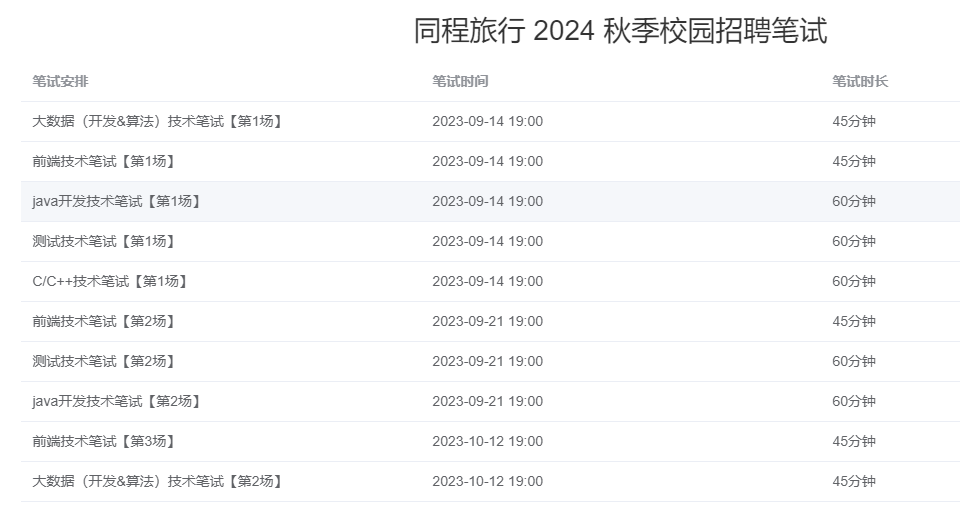 同程旅行 2024 秋季校园招聘笔试
笔试安排 笔试时间 笔试时长
大数据（开发&算法）技术笔试【第1场】 2023-09-14 19:00 45分钟
前端技术笔试【第1场】 2023-09-14 19:00 45分钟
java开发技术笔试【第1场】 2023-09-14 19:00 60分钟
测试技术笔试【第1场】 2023-09-14 19:00 60分钟
C/C++技术笔试【第1场】 2023-09-14 19:00 60分钟
前端技术笔试【第2场】 2023-09-21 19:00 45分钟
测试技术笔试【第2场】 2023-09-21 19:00 60分钟
java开发技术笔试【第2场】 2023-09-21 19:00 60分钟
前端技术笔试【第3场】 2023-10-12 19:00 45分钟
大数据（开发&算法）技术笔试【第2场】 2023-10-12 19:00 45分钟